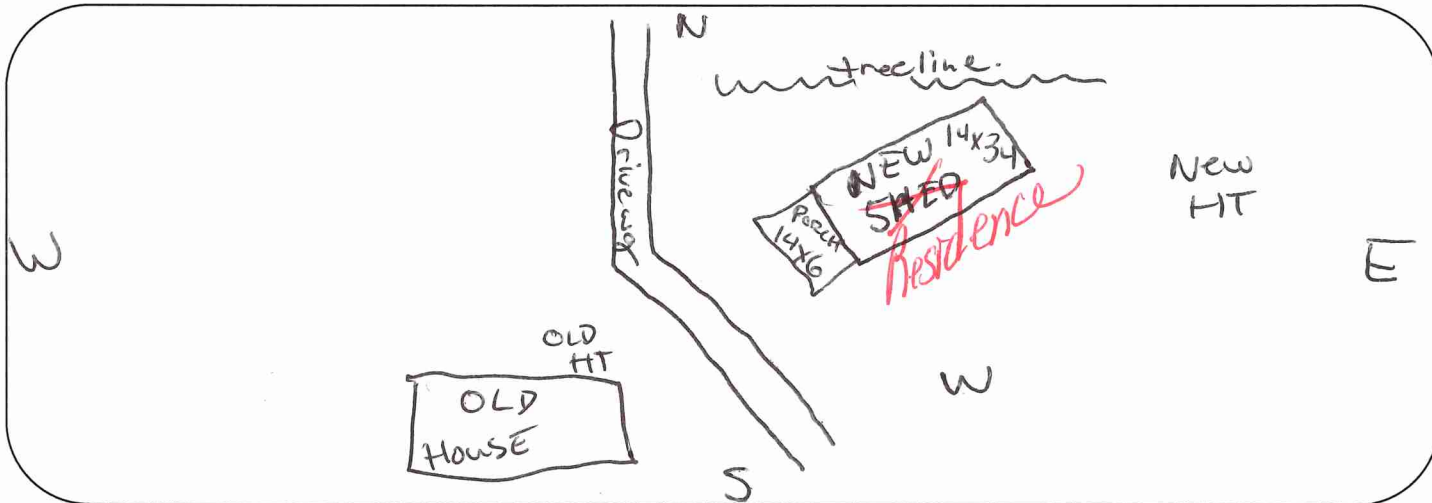 N
treeline.
Driveway
NEW 14x34
SHED
Residence
PORCH
14x6
New
HT
W
E
OLD
HT
W
OLD
HOUSE
S